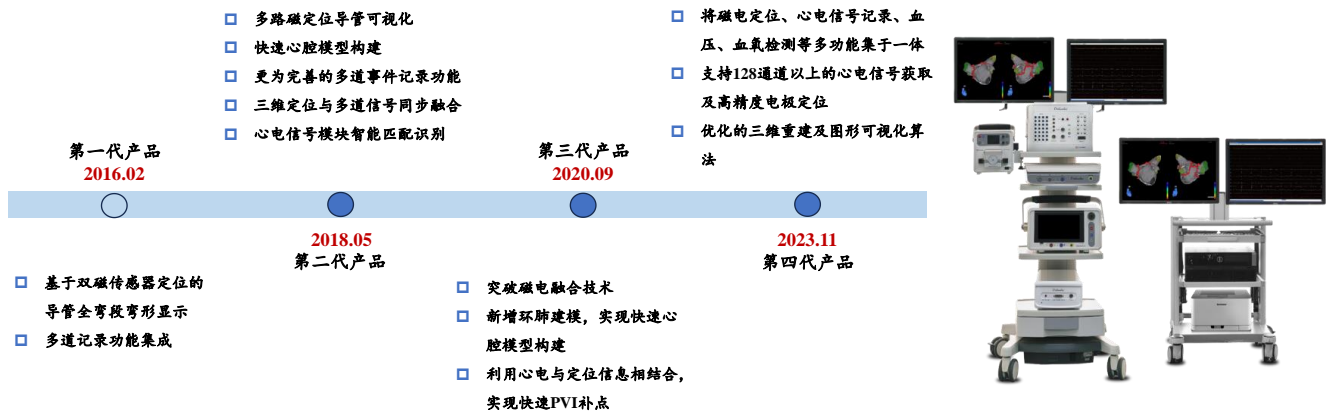 第一代产品
2016.02
基于双磁传感器定位的
导管全弯段弯形显示
多道记录功能集成
多路磁定位导管可视化
快速心腔模型构建
更为完善的多道事件记录功能
三维定位与多道信号同步融合
心电信号模块智能匹配识别
2018.05
第二代产品
第三代产品
2020.09
突破磁电融合技术
新增环肺建模，实现快速心
腔模型构建
利用心电与定位信息相结合，
实现快速PVI补点
将磁电定位、心电信号记录、血
压、血氧检测等多功能集于一体
支持128通道以上的心电信号获取
及高精度电极定位
优化的三维重建及图形可视化算
法
2023.11
第四代产品